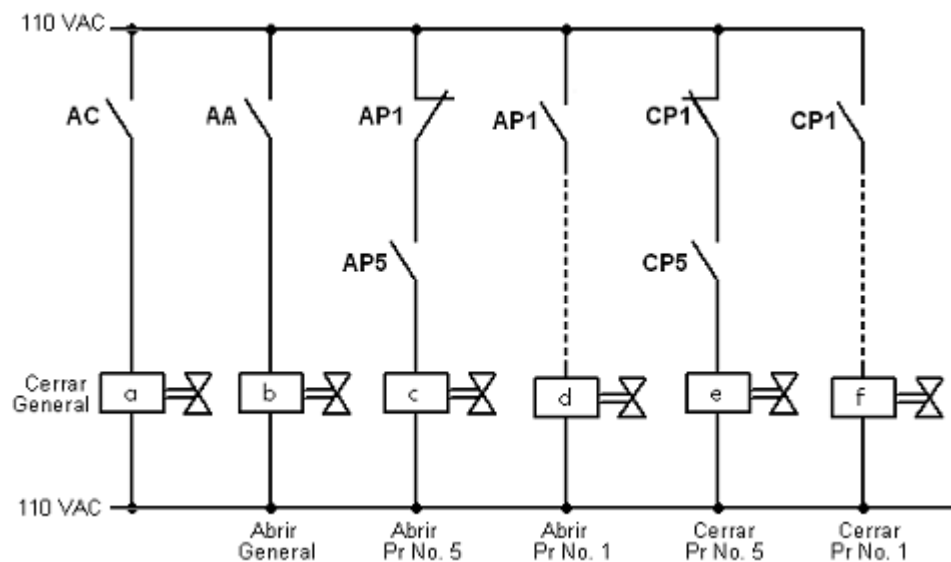 110 VAC
AC
AA
AP1
AP1
CP1
CP1
AP5
CP5
Cerrar
General
a
b
c
d
e
f
110 VAC
Abrir
General
Abrir
Pr No. 5
Abrir
Pr No. 1
Cerrar
Pr No. 5
Cerrar
Pr No. 1